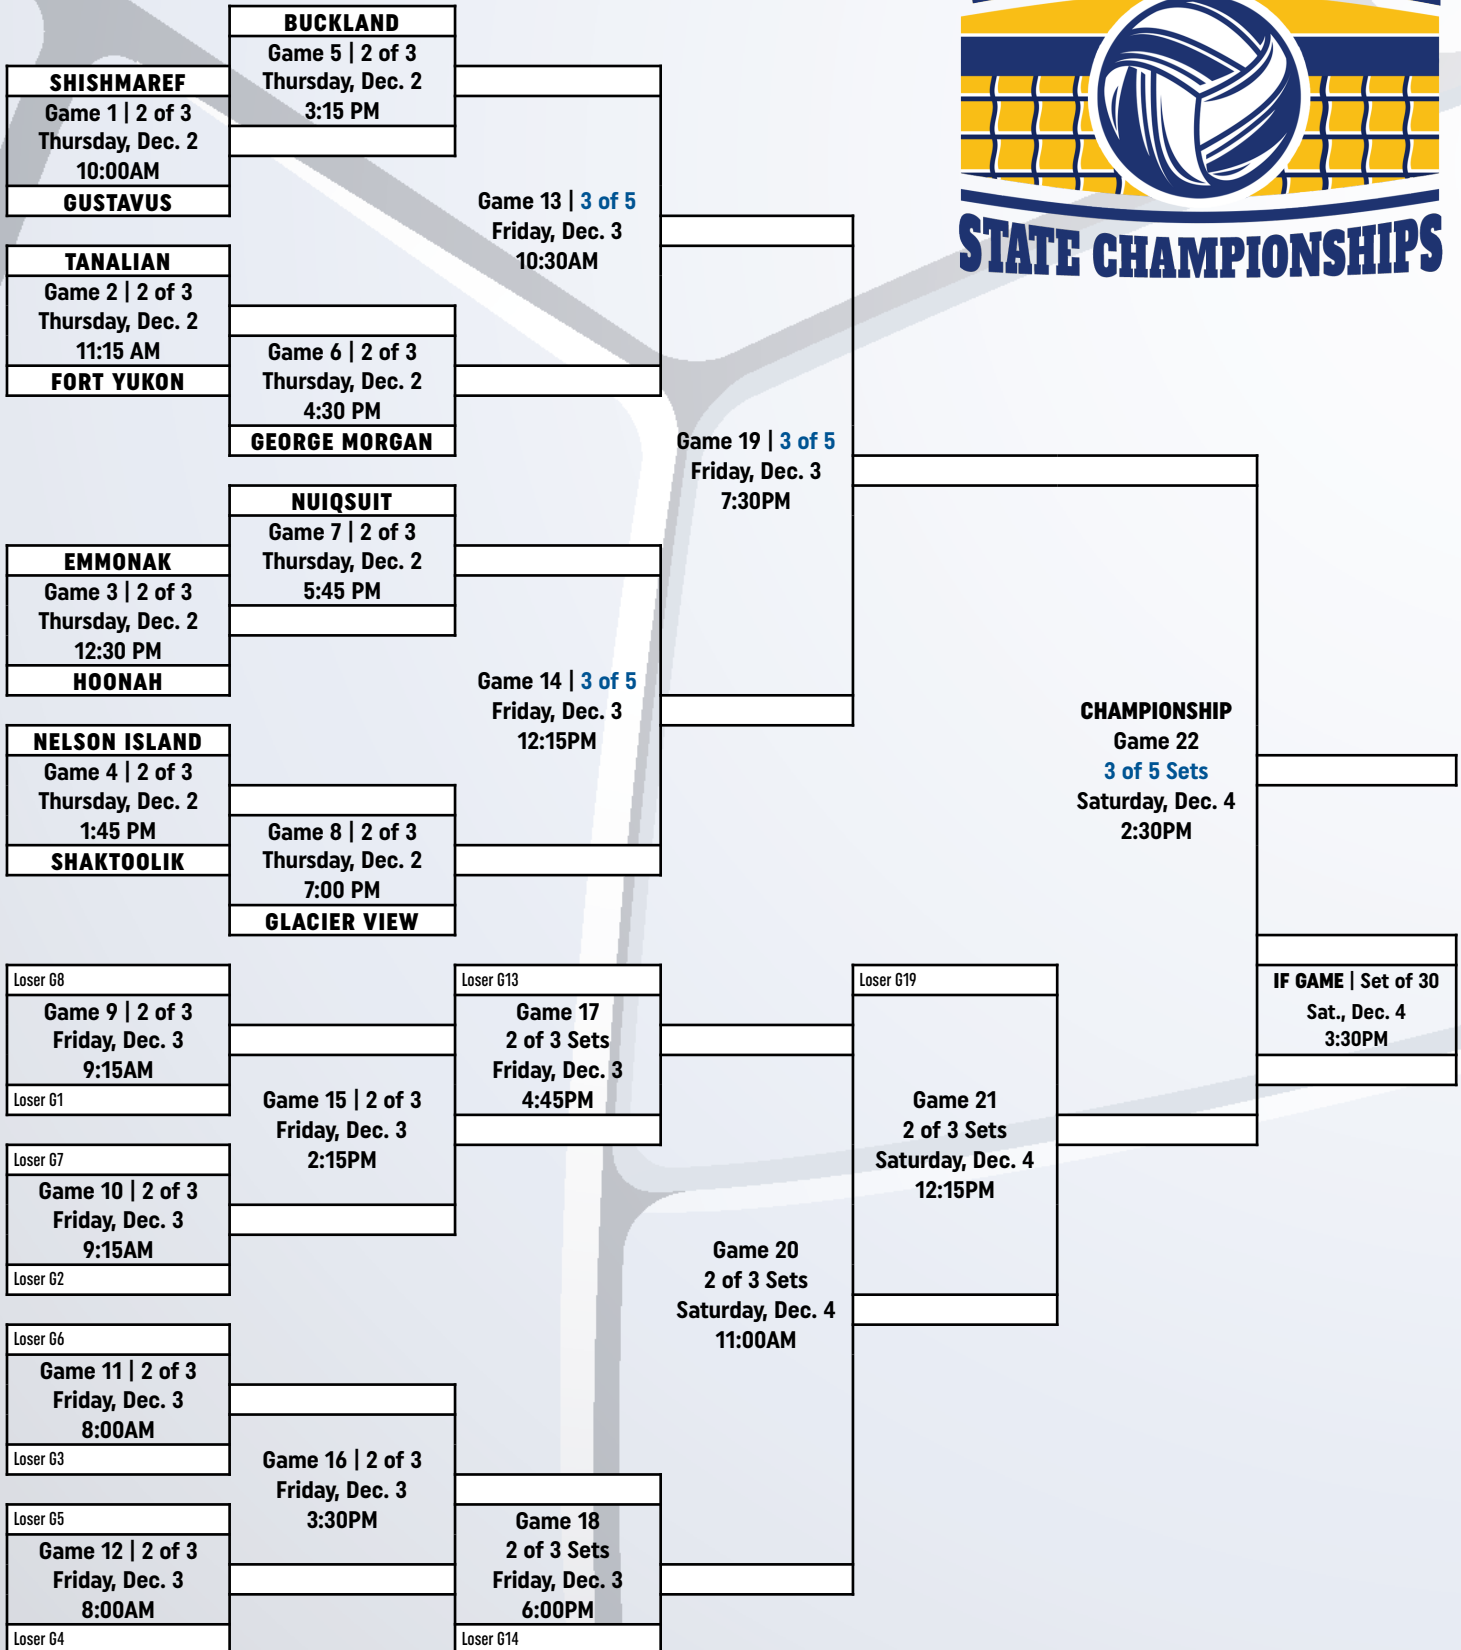 BUCKLAND
Game 5 | 2 of 3
Thursday, Dec. 2
3:15 PM
SHISHMAREF
Game 1 | 2 of 3
Thursday, Dec. 2
10:00AM
GUSTAVUS
TANALIAN
Game 2 | 2 of 3
Thursday, Dec. 2
11:15 AM
FORT YUKON
Game 6 | 2 of 3
Thursday, Dec. 2
4:30 PM
GEORGE MORGAN
NUIQSUIT
Game 7 | 2 of 3
Thursday, Dec. 2
5:45 PM
EMMONAK
Game 3 | 2 of 3
Thursday, Dec. 2
12:30 PM
HOONAH
NELSON ISLAND
Game 4 | 2 of 3
Thursday, Dec. 2
1:45 PM
SHAKTOOLIK
Game 8 | 2 of 3
Thursday, Dec. 2
7:00 PM
GLACIER VIEW
Game 13 | 3 of 5
Friday, Dec. 3
10:30AM
Game 14 | 3 of 5
Friday, Dec. 3
12:15PM
Game 19 | 3 of 5
Friday, Dec. 3
7:30PM
STATE CHAMPIONSHIPS
CHAMPIONSHIP
Game 22
3 of 5 Sets
Saturday, Dec. 4
2:30PM
IF GAME | Set of 30
Sat., Dec. 4
3:30PM
Loser G8
Game 9 | 2 of 3
Friday, Dec. 3
9:15AM
Loser G1
Loser G7
Game 10 | 2 of 3
Friday, Dec. 3
9:15AM
Loser G2
Loser G6
Game 11 | 2 of 3
Friday, Dec. 3
8:00AM
Loser G3
Loser G5
Game 12 | 2 of 3
Friday, Dec. 3
8:00AM
Loser G4
Game 15 | 2 of 3
Friday, Dec. 3
2:15PM
Game 16 | 2 of 3
Friday, Dec. 3
3:30PM
Loser G13
Game 17
2 of 3 Sets
Friday, Dec. 3
4:45PM
Game 18
2 of 3 Sets
Friday, Dec. 3
6:00PM
Loser G14
Game 20
2 of 3 Sets
Saturday, Dec. 4
11:00AM
Loser G19
Game 21
2 of 3 Sets
Saturday, Dec. 4
12:15PM